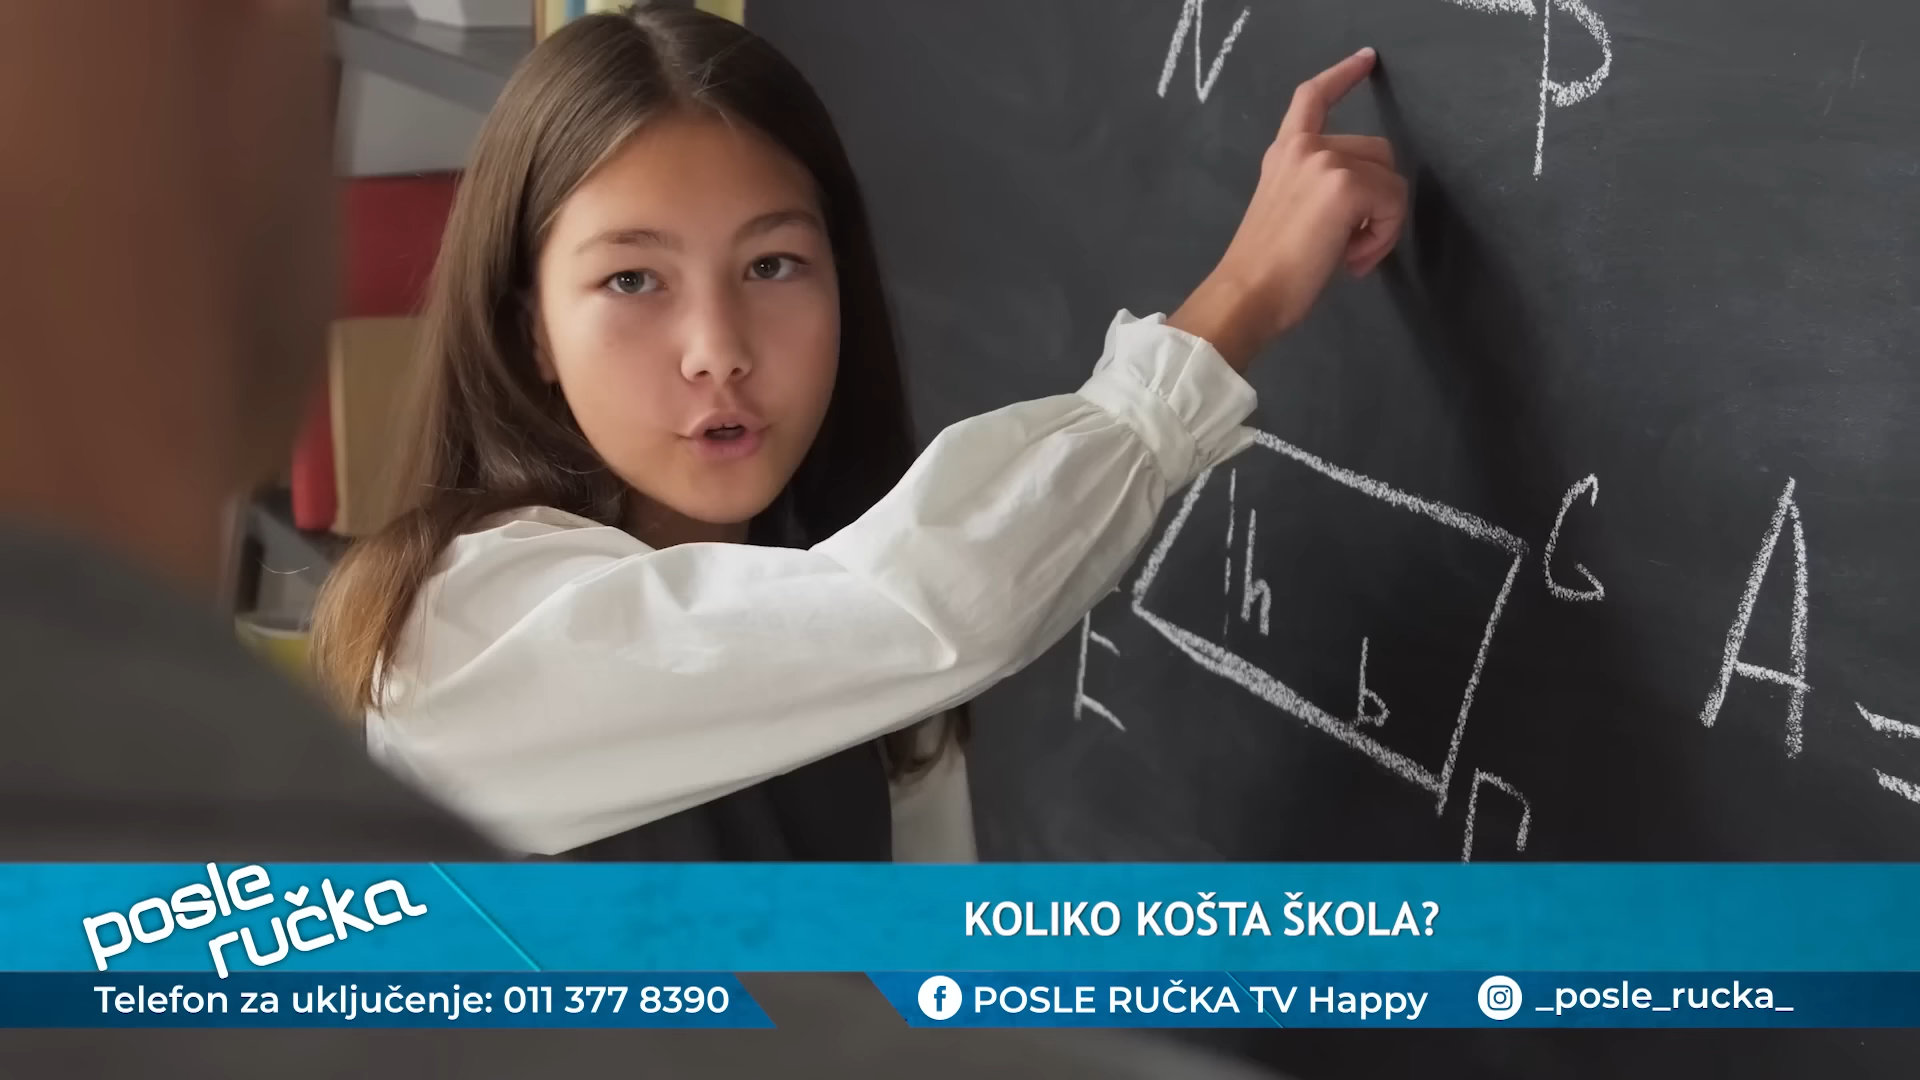 N
P
h
G
A
E
b
posle
ručka
KOLIKO KOŠTA ŠKOLA?
Telefon za uključenje: 011 377 8390
POSLE RUČKA TV Happy
_posle_rucka_